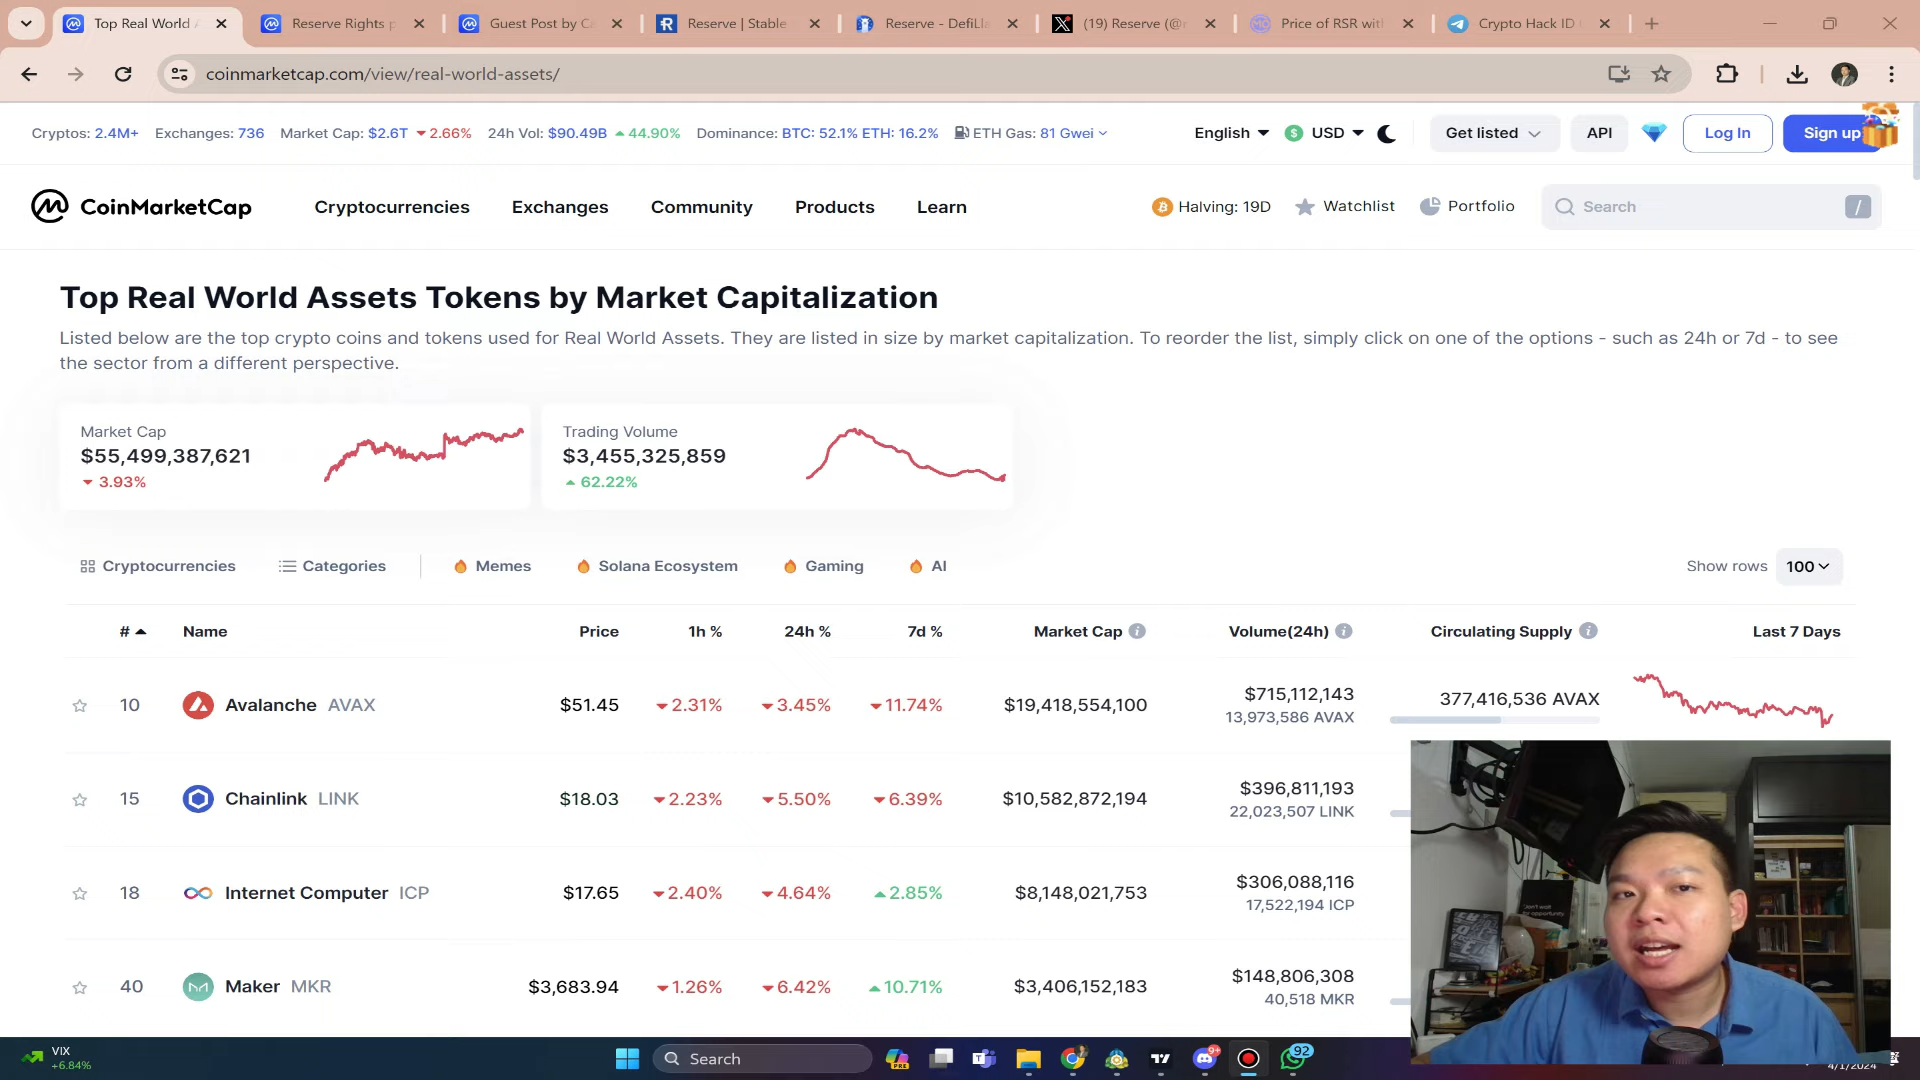 Top Real World
Reserve Rights p
Guest Post by Ca
Reserve | Stable
Reserve - DefiLla
(19) Reserve (@r
Price of RSR with
Crypto Hack ID
coinmarketcap.com/view/real-world-assets/
Cryptos: 2.4M+ Exchanges: 736 Market Cap: $2.6T 2.66% 24h Vol: $90.49B 44.90% Dominance: BTC: 52.1% ETH: 16.2% ETH Gas: 81 Gwei English USD Get listed API Log In Sign up
CoinMarketCap Cryptocurrencies Exchanges Community Products Learn Halving: 19D Watchlist Portfolio Search /
Top Real World Assets Tokens by Market Capitalization
Listed below are the top crypto coins and tokens used for Real World Assets. They are listed in size by market capitalization. To reorder the list, simply click on one of the options - such as 24h or 7d - to see
the sector from a different perspective.
Market Cap
$55,499,387,621
3.93%
Trading Volume
$3,455,325,859
62.22%
Cryptocurrencies Categories Memes Solana Ecosystem Gaming AI Show rows 100
# Name Price 1h % 24h % 7d % Market Cap Volume(24h) Circulating Supply Last 7 Days
10 Avalanche AVAX $51.45 2.31% 3.45% 11.74% $19,418,554,100 $715,112,143 377,416,536 AVAX
13,973,586 AVAX
15 Chainlink LINK $18.03 2.23% 5.50% 6.39% $10,582,872,194 $396,811,193
22,023,507 LINK
18 Internet Computer ICP $17.65 2.40% 4.64% 2.85% $8,148,021,753 $306,088,116
17,522,194 ICP
40 Maker MKR $3,683.94 1.26% 6.42% 10.71% $3,406,152,183 $148,806,308
40,518 MKR
Don't wait
for opportunity.
VIX
+6.84%
Search
PRE
9+
92
4/1/2024